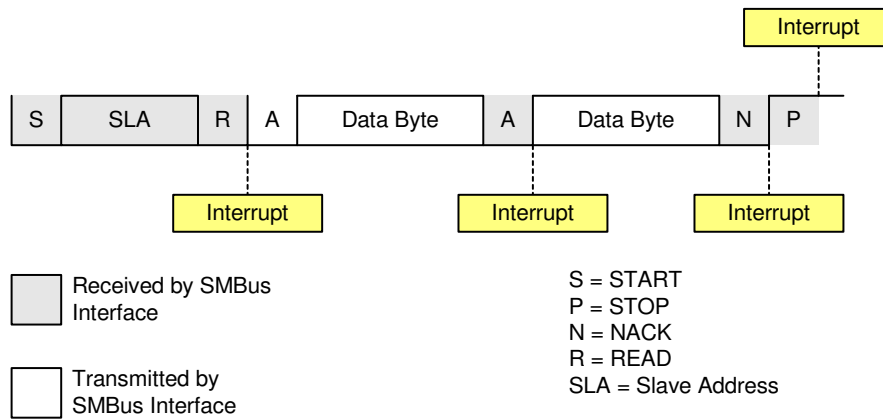 Interrupt
S SLA R A Data Byte A Data Byte N P
Interrupt Interrupt Interrupt
Received by SMBus
Interface
Transmitted by
SMBus Interface
S = START
P = STOP
N = NACK
R = READ
SLA = Slave Address